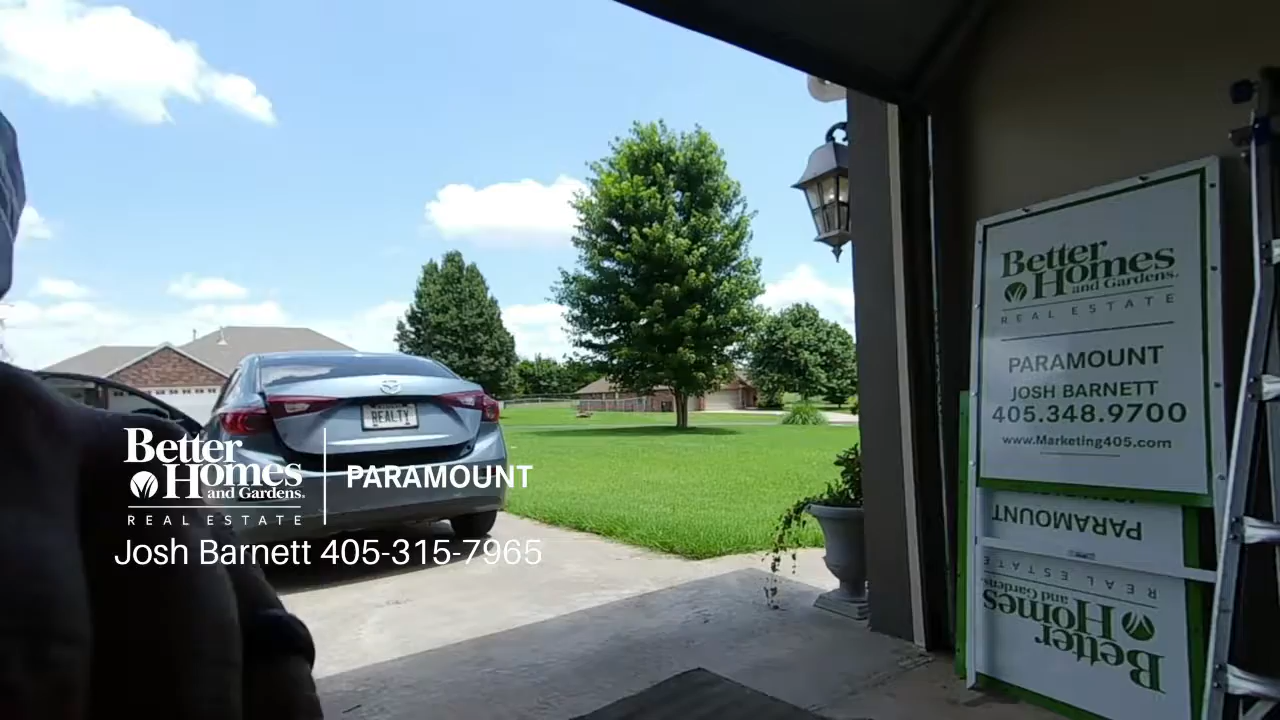 Better
Homes
and Gardens®
REAL ESTATE
PARAMOUNT
Josh Barnett 405-315-7965
REALTY
Better
Homes
and Gardens®
REAL ESTATE
PARAMOUNT
JOSH BARNETT
405.348.9700
www.Marketing405.com
PARAMOUNT
REAL ESTATE
and Gardens
Homes
Better